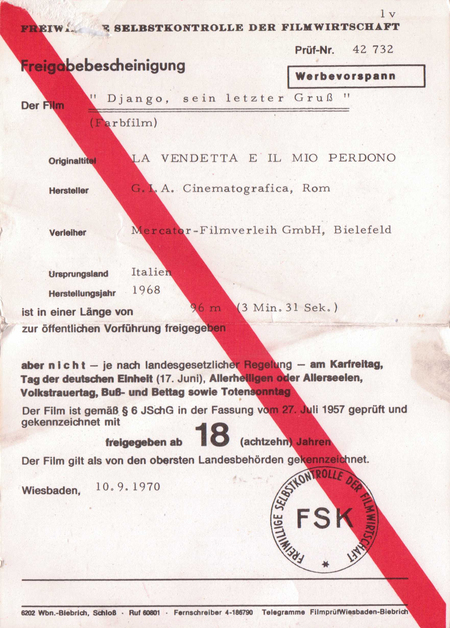 1 v
FREIWILLIGE SELBSTKONTROLLE DER FILMWIRTSCHAFT
Prüf-Nr. 42 732
Freigabebescheinigung
Werbevorspann
Der Film " Django, sein letzter Gruß "
(Farbfilm)
Originaltitel LA VENDETTA E IL MIO PERDONO
Hersteller G.I.A. Cinematografica, Rom
Verleiher Mercator-Filmverleih GmbH, Bielefeld
Ursprungsland Italien
Herstellungsjahr 1968
ist in einer Länge von 96 m (3 Min. 31 Sek.)
zur öffentlichen Vorführung freigegeben
aber nicht – je nach landesgesetzlicher Regelung – am Karfreitag,
Tag der deutschen Einheit (17. Juni), Allerheiligen oder Allerseelen,
Volkstrauertag, Buß- und Bettag sowie Totensonntag
Der Film ist gemäß § 6 JSchG in der Fassung vom 27. Juli 1957 geprüft und
gekennzeichnet mit
freigegeben ab 18 (achtzehn) Jahren
Der Film gilt als von den obersten Landesbehörden gekennzeichnet.
Wiesbaden, 10.9.1970
FREIWILLIGE SELBSTKONTROLLE DER FILMWIRTSCHAFT
FSK
6202 Wbn.-Biebrich, Schloß · Ruf 60801 · Fernschreiber 4-186790 Telegramme FilmprüfWiesbaden-Biebrich